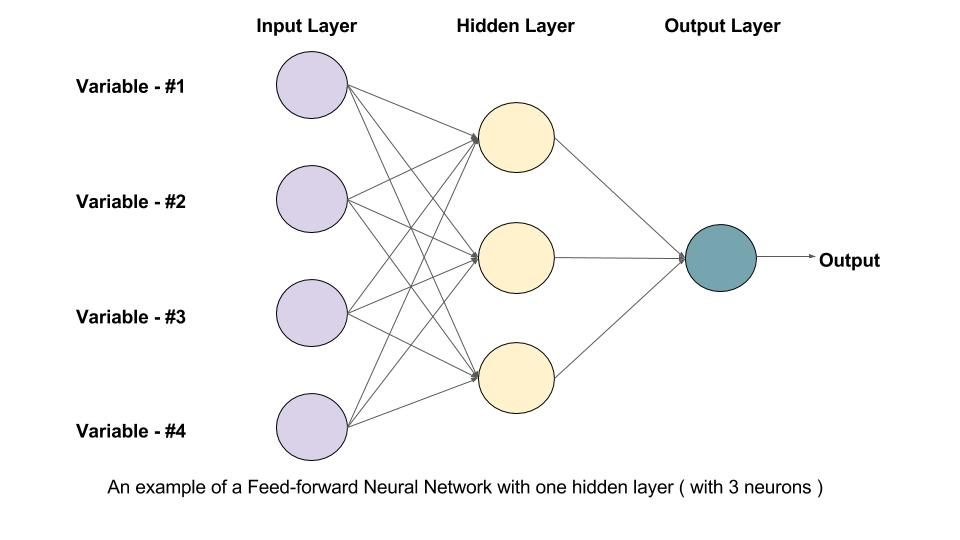 Input Layer
Hidden Layer
Output Layer
Variable - #1
Variable - #2
Variable - #3
Variable - #4
Output
An example of a Feed-forward Neural Network with one hidden layer ( with 3 neurons )